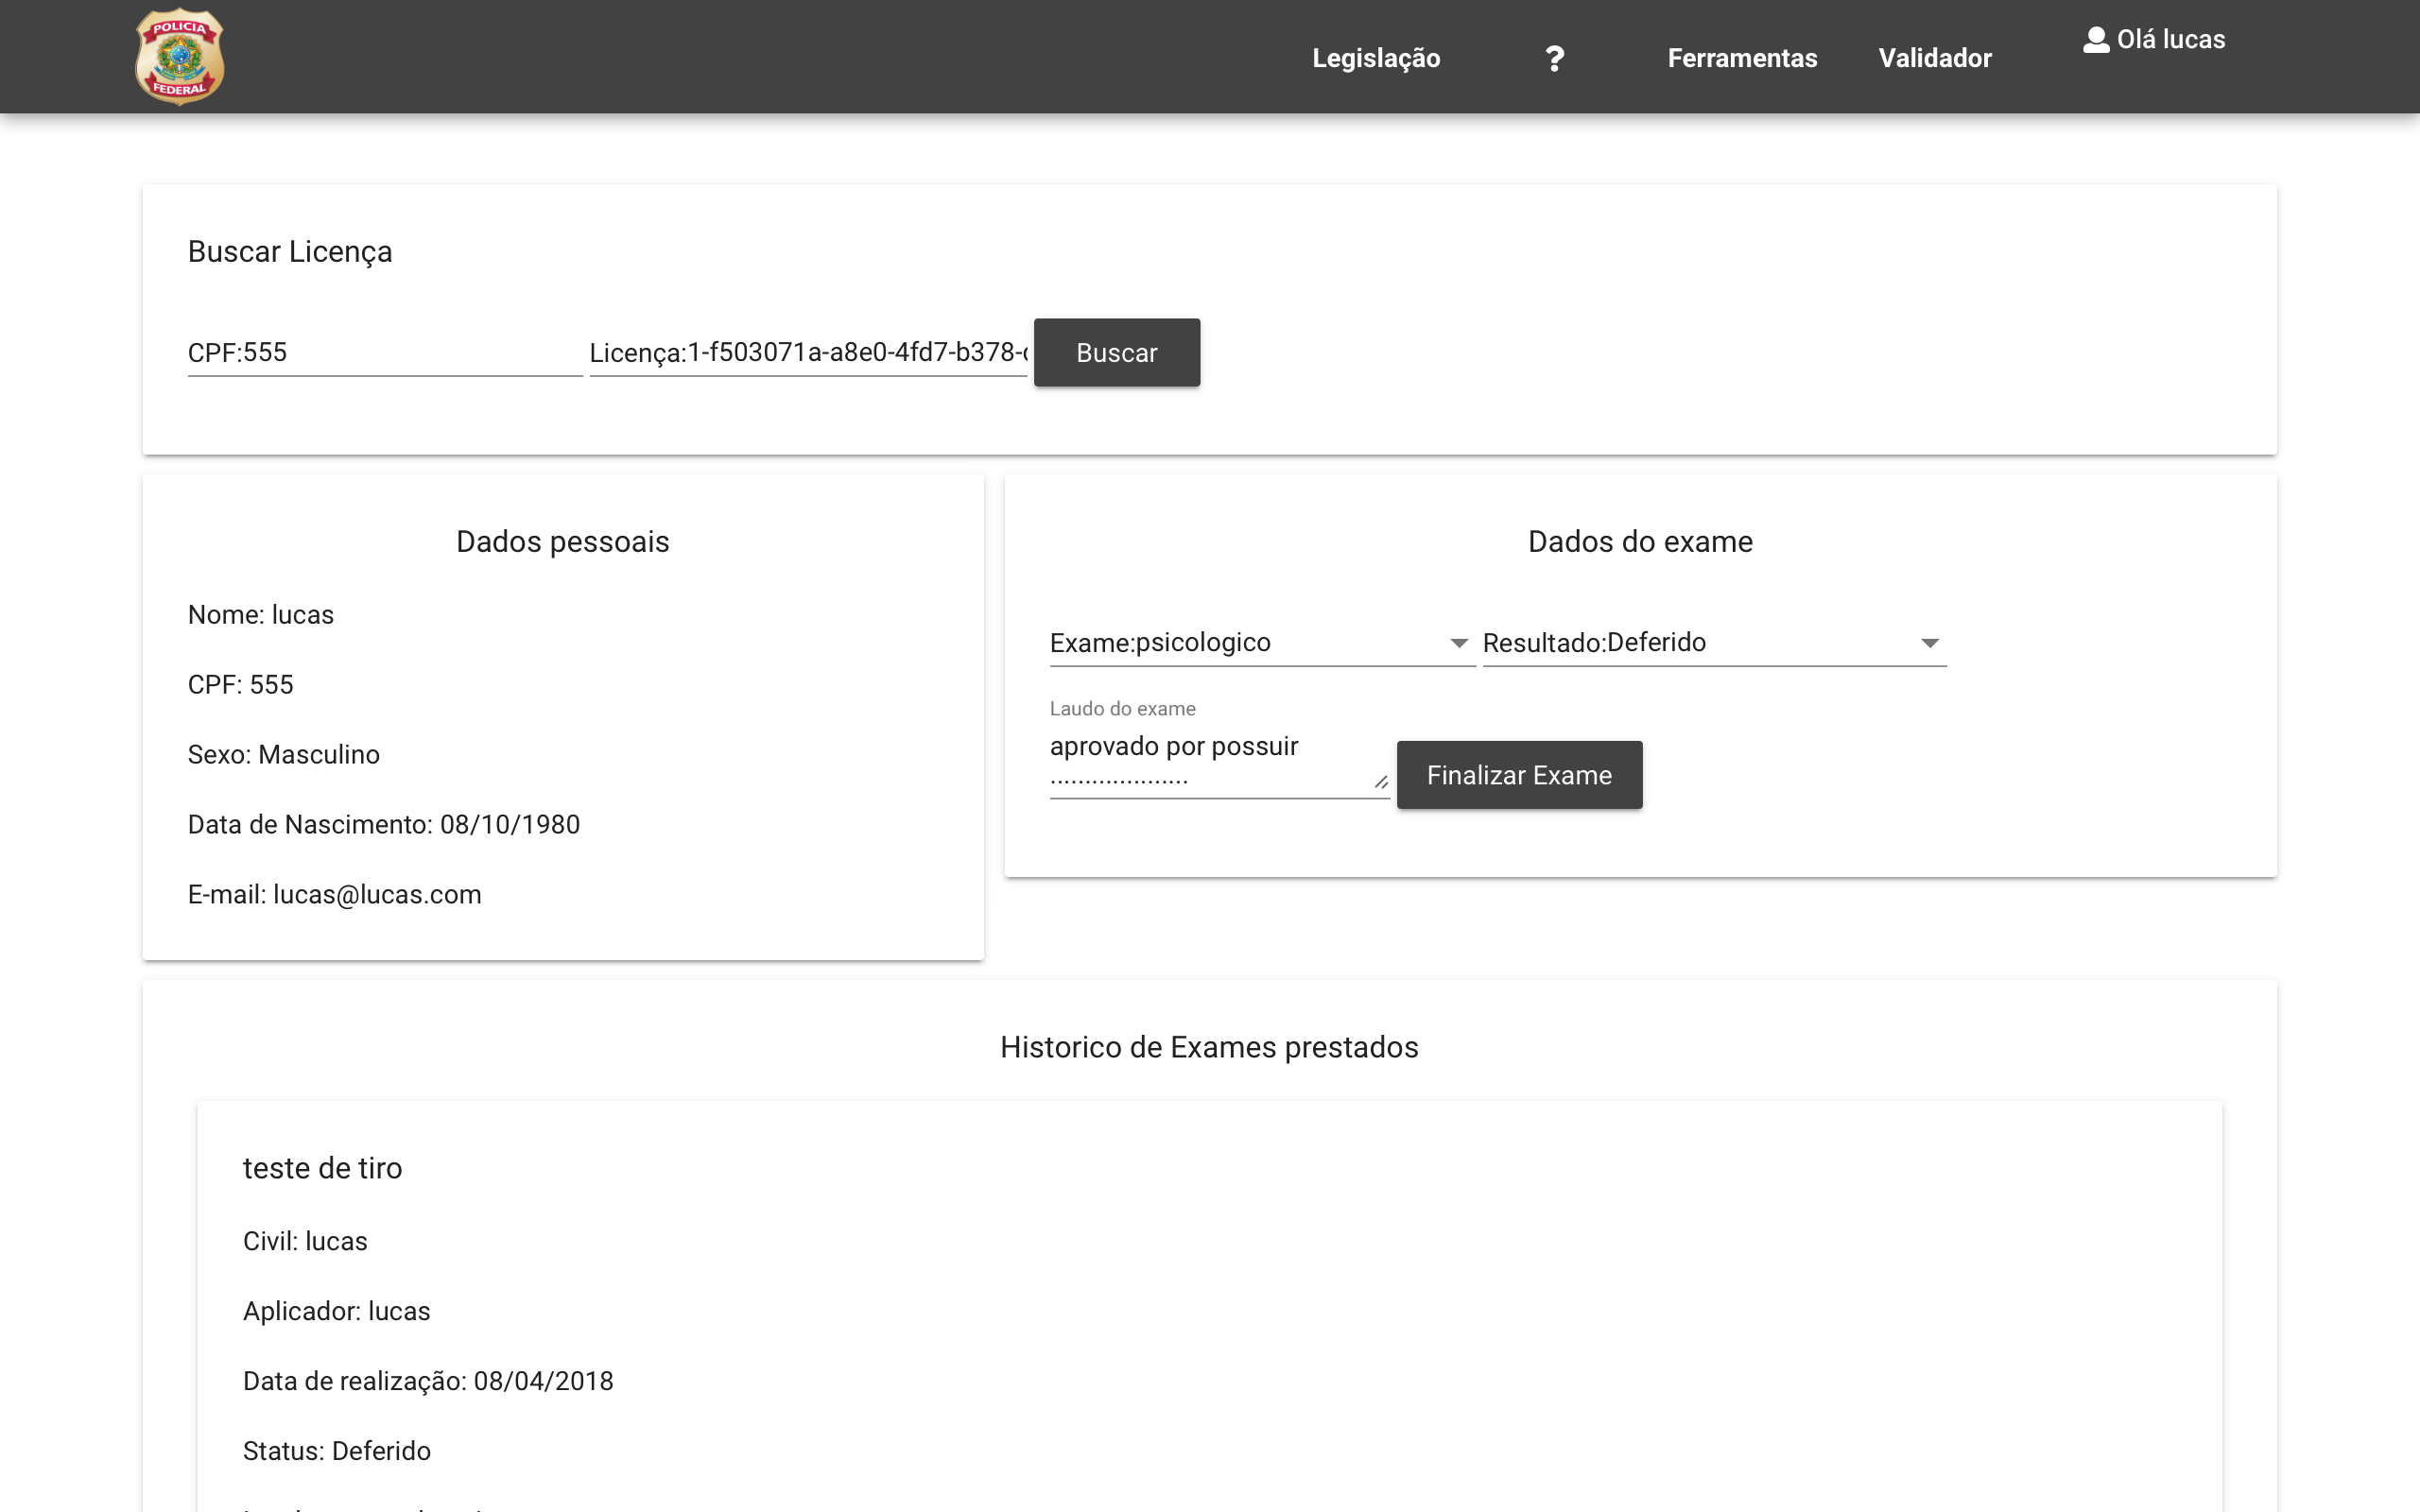 POLICIA
FEDERAL
Legislação
?
Ferramentas
Validador
Olá lucas
Buscar Licença
CPF:555
Licença:1-f503071a-a8e0-4fd7-b378-
Buscar
Dados pessoais
Nome: lucas
CPF: 555
Sexo: Masculino
Data de Nascimento: 08/10/1980
E-mail: lucas@lucas.com
Dados do exame
Exame:psicologico
Resultado:Deferido
Laudo do exame
aprovado por possuir
....................
Finalizar Exame
Historico de Exames prestados
teste de tiro
Civil: lucas
Aplicador: lucas
Data de realização: 08/04/2018
Status: Deferido